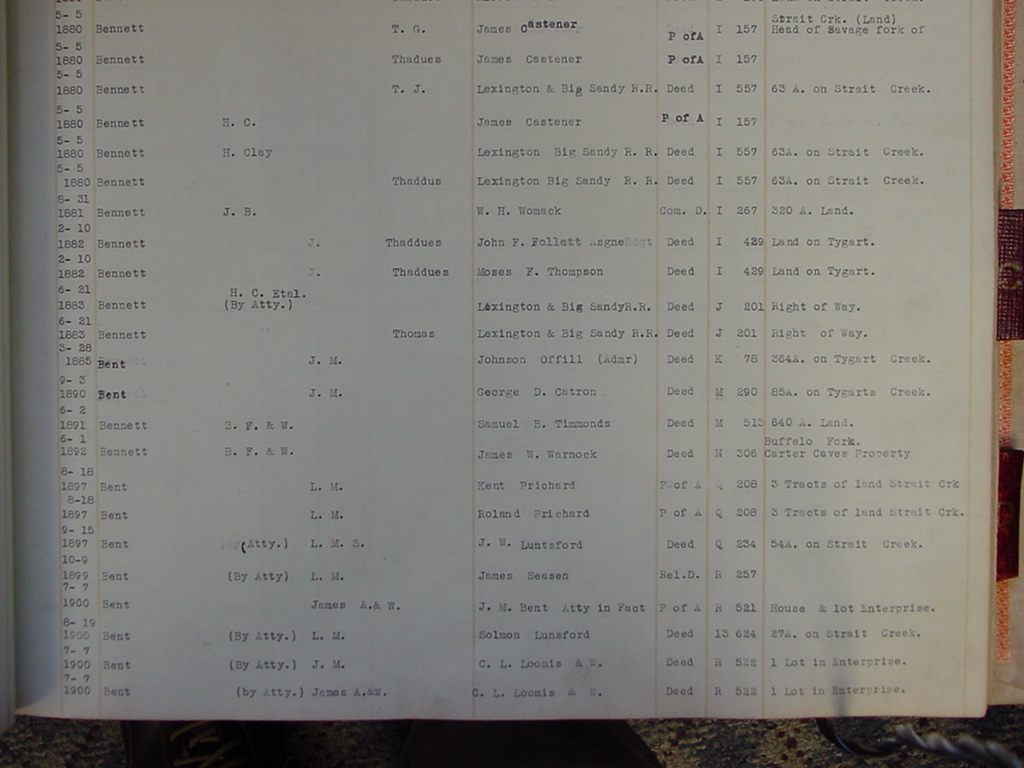 5- 5 Strait Crk. (Land)
1880 Bennett T. G. James Castener P ofA I 157 Head of Savage fork of
5- 5
1880 Bennett Thadues James Castener P ofA I 157
5- 5
1880 Bennett T. J. Lexington & Big Sandy R.R. Deed I 557 63 A. on Strait Creek.
5- 5
1880 Bennett H. C. James Castener P of A I 157
5- 5
1880 Bennett H. Clay Lexington Big Sandy R. R. Deed I 557 63A. on Strait Creek.
5- 5
1880 Bennett Thaddus Lexington Big Sandy R. R. Deed I 557 63A. on Strait Creek.
8- 31
1881 Bennett J. B. W. H. Womack Com. D. I 267 320 A. Land.
2- 10
1882 Bennett J. Thaddues John F. Follett Deed I 429 Land on Tygart.
2- 10
1882 Bennett J. Thaddues Moses F. Thompson Deed I 429 Land on Tygart.
6- 21 H. C. Etal.
1883 Bennett (By Atty.) Lexington & Big SandyR.R. Deed J 201 Right of Way.
6- 21
1883 Bennett Thomas Lexington & Big Sandy R.R. Deed J 201 Right of Way.
3- 28
1885 Bent J. M. Johnson Offill (Admr) Deed K 78 364A. on Tygart Creek.
9- 3
1890 Bent J. M. George D. Catron Deed M 290 85A. on Tygarts Creek.
6- 2
1891 Bennett B. F. & W. Samuel B. Timmonds Deed M 513 640 A. Land.
6- 1 Buffalo Fork.
1892 Bennett B. F. & W. James W. Warnock Deed N 306 Carter Caves Property
8- 18
1897 Bent L. M. Kent Prichard P of A Q 208 3 Tracts of land Strait Crk
8-18
1897 Bent L. M. Roland Prichard P of A Q 208 3 Tracts of land Strait Crk.
9- 15
1897 Bent (Atty.) L. M. S. J. W. Luntsford Deed Q 234 54A. on Strait Creek.
10-9
1899 Bent (By Atty) L. M. James Seasen Rel.D. R 257
7- 7
1900 Bent James A.& W. J. M. Bent Atty in Fact P of A R 521 House & lot Enterprise.
8- 19
1900 Bent (By Atty.) L. M. Solmon Lunsford Deed 13 624 27A. on Strait Creek.
7- 7
1900 Bent (By Atty.) J. M. C. L. Loomis & W. Deed R 522 1 Lot in Enterprise.
7- 7
1900 Bent (by Atty.) James A.&W. C. L. Loomis & W. Deed R 522 1 Lot in Enterprise.